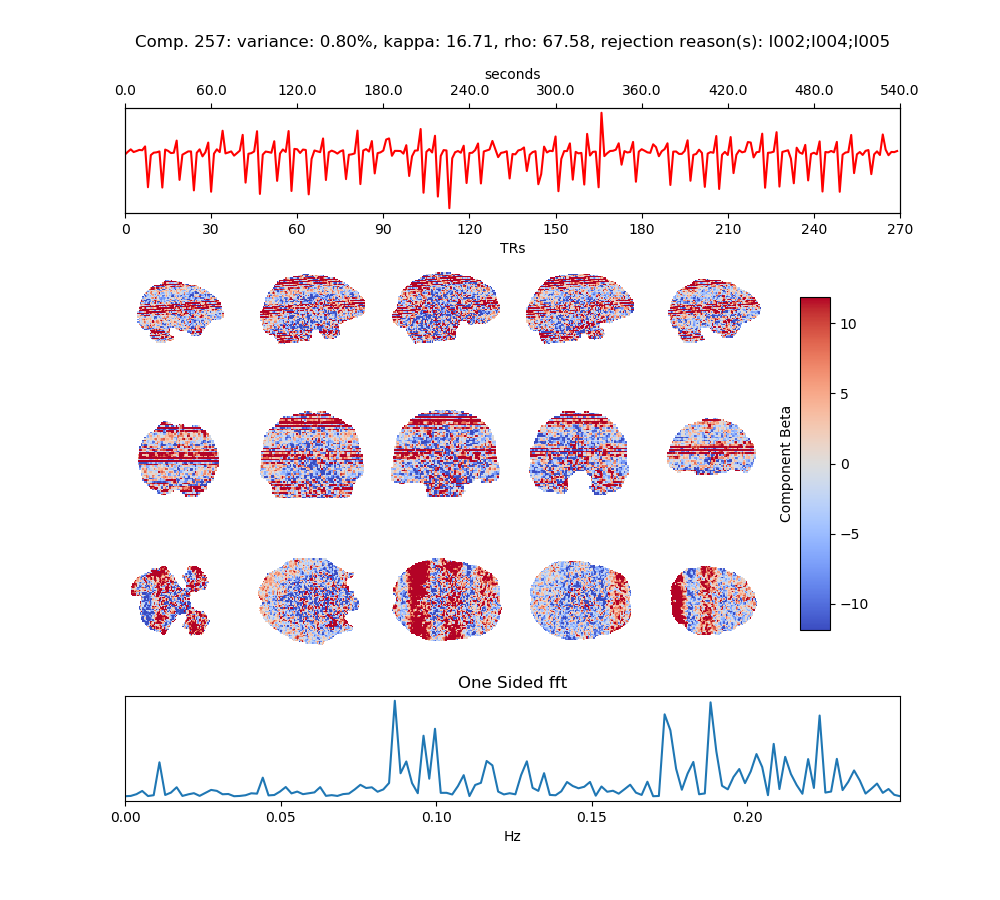 Comp. 257: variance: 0.80%, kappa: 16.71, rho: 67.58, rejection reason(s): I002;I004;I005
seconds
0.0 60.0 120.0 180.0 240.0 300.0 360.0 420.0 480.0 540.0
0 30 60 90 120 150 180 210 240 270
TRs
10
5
0
−5
−10
Component Beta
One Sided fft
0.00 0.05 0.10 0.15 0.20
Hz